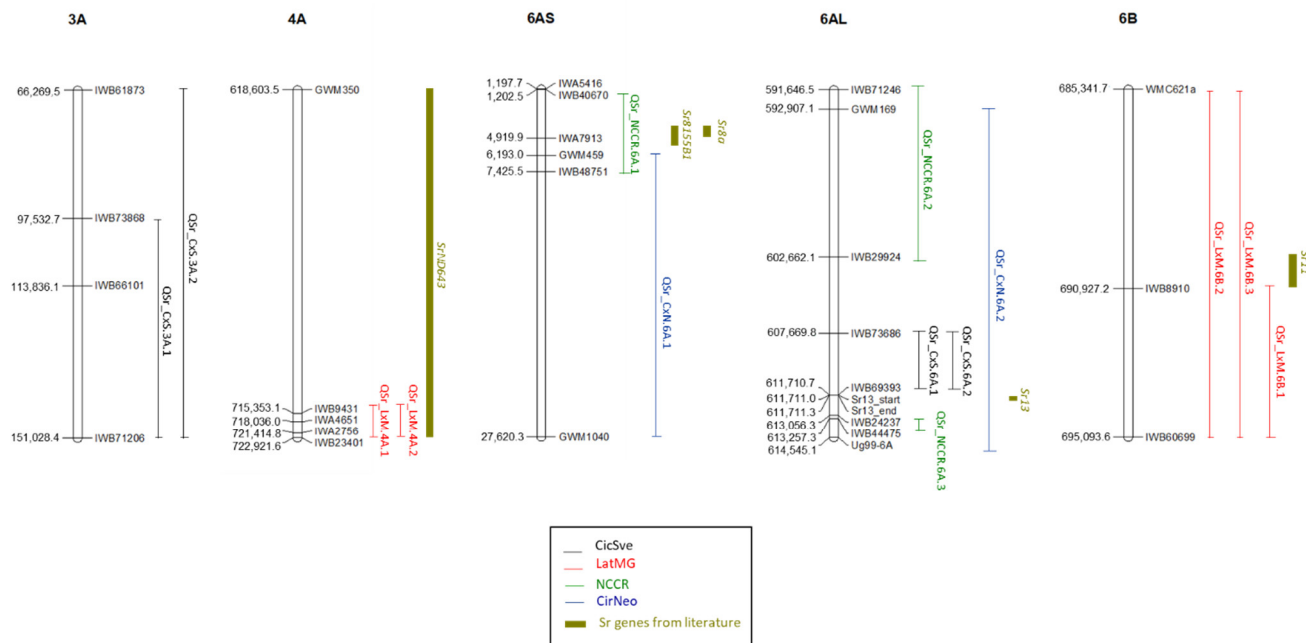 3A
4A
6AS
6AL
6B
66,269.5 IWB61873
97,532.7 IWB73868
113,836.1 IWB66101
151,028.4 IWB71206
QSr_CxS.3A.1
QSr_CxS.3A.2
618,603.5 GWM350
715,353.1 IWB9431
718,036.0 IWA4651
721,414.8 IWA2756
722,921.6 IWB23401
QSr_LxM.4A.1
QSr_LxM.4A.2
SrND643
1,197.7 IWA5416
1,202.5 IWB40670
4,919.9 IWA7913
6,193.0 GWM459
7,425.5 IWB48751
27,620.3 GWM1040
QSr_NCCR.6A.1
QSr_CxN.6A.1
Sr8155B1
Sr8a
591,646.5 IWB71246
592,907.1 GWM169
602,662.1 IWB29924
607,669.8 IWB73686
611,710.7 IWB69393
611,711.0 Sr13_start
611,711.3 Sr13_end
613,056.3 IWB24237
613,257.3 IWB44475
614,545.1 Ug99-6A
QSr_NCCR.6A.2
QSr_CxS.6A.1
QSr_CxS.6A.2
QSr_NCCR.6A.3
QSr_CxN.6A.2
Sr13
685,341.7 WMC621a
690,927.2 IWB8910
695,093.6 IWB60699
QSr_LxM.6B.2
QSr_LxM.6B.3
QSr_LxM.6B.1
Sr11
CicSve
LatMG
NCCR
CirNeo
Sr genes from literature